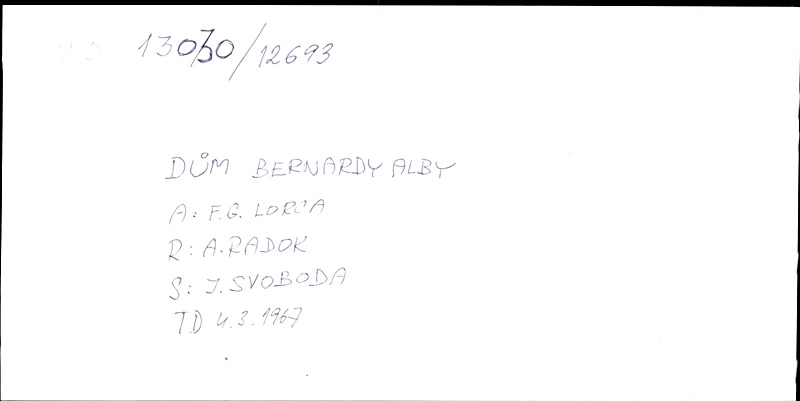 13030/12693
DŮM BERNARDY ALBY
A: F.G. LORCA
R: A. RADOK
S: J. SVOBODA
TD 4.3.1967